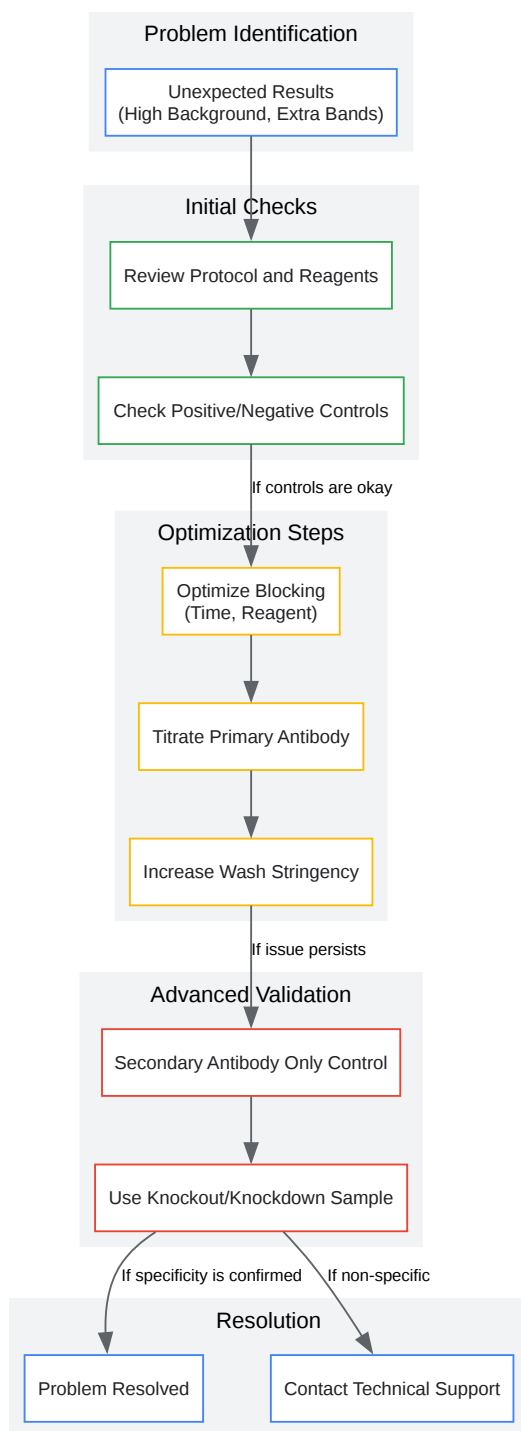 Problem Identification
Unexpected Results
(High Background, Extra Bands)
Initial Checks
Review Protocol and Reagents
Check Positive/Negative Controls
If controls are okay
Optimization Steps
Optimize Blocking
(Time, Reagent)
Titrate Primary Antibody
Increase Wash Stringency
If issue persists
Advanced Validation
Secondary Antibody Only Control
Use Knockout/Knockdown Sample
If specificity is confirmed
If non-specific
Resolution
Problem Resolved
Contact Technical Support